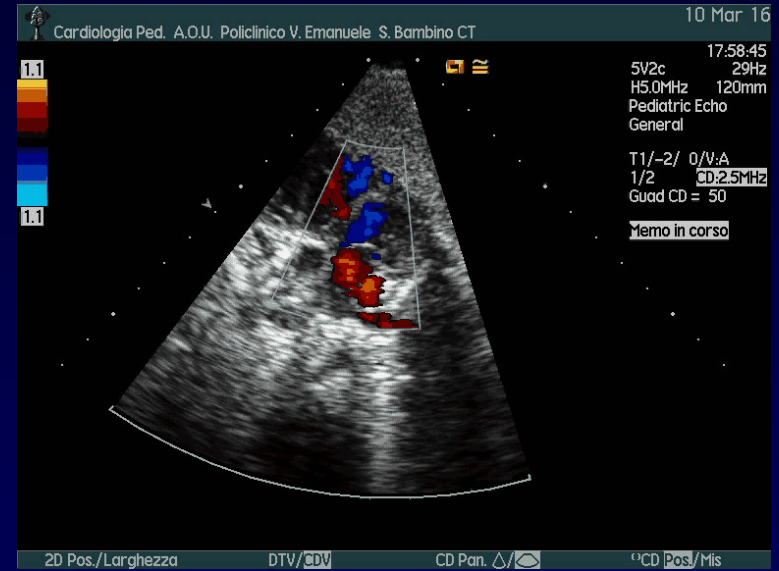 10 Mar 16
Cardiologia Ped. A.O.U. Policlinico V. Emanuele S. Bambino CT
17:58:45
1.1
5V2c 29Hz
H5.0MHz 120mm
Pediatric Echo
General
T1/-2/ 0/V:A
1/2 CD:2.5MHz
Guad CD = 50
1.1
Memo in corso
2D Pos./Larghezza DTV/CDV CD Pan. CD Pos./Mis